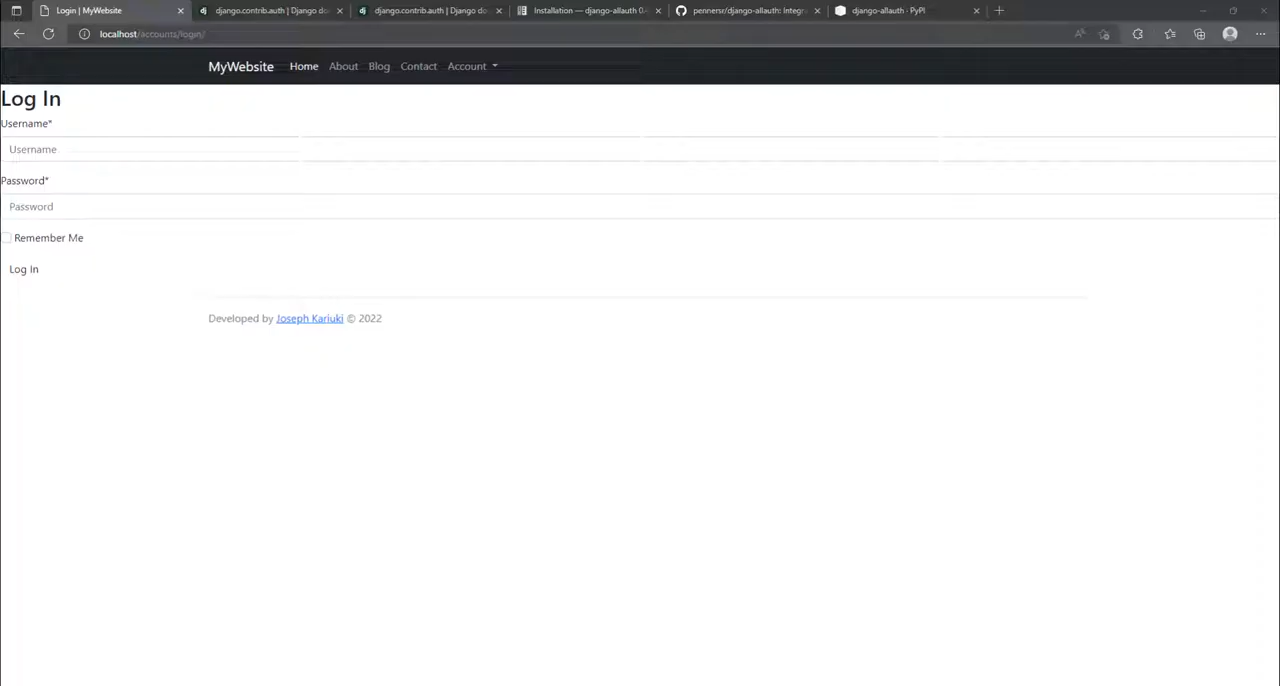 Login | MyWebsite
django.contrib.auth | Django do
django.contrib.auth | Django do
Installation — django-allauth 0.
pennersr/django-allauth: Integr
django-allauth · PyPI
localhost/accounts/login/
MyWebsite Home About Blog Contact Account
Log In
Username*
Username
Password*
Password
Remember Me
Log In
Developed by Joseph Kariuki © 2022